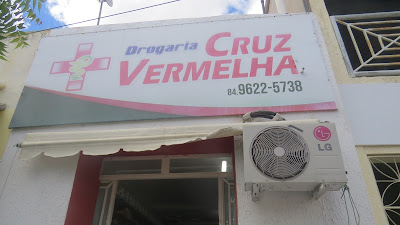 Drogaria CRUZ
VERMELHA
84.9622-5738
LG